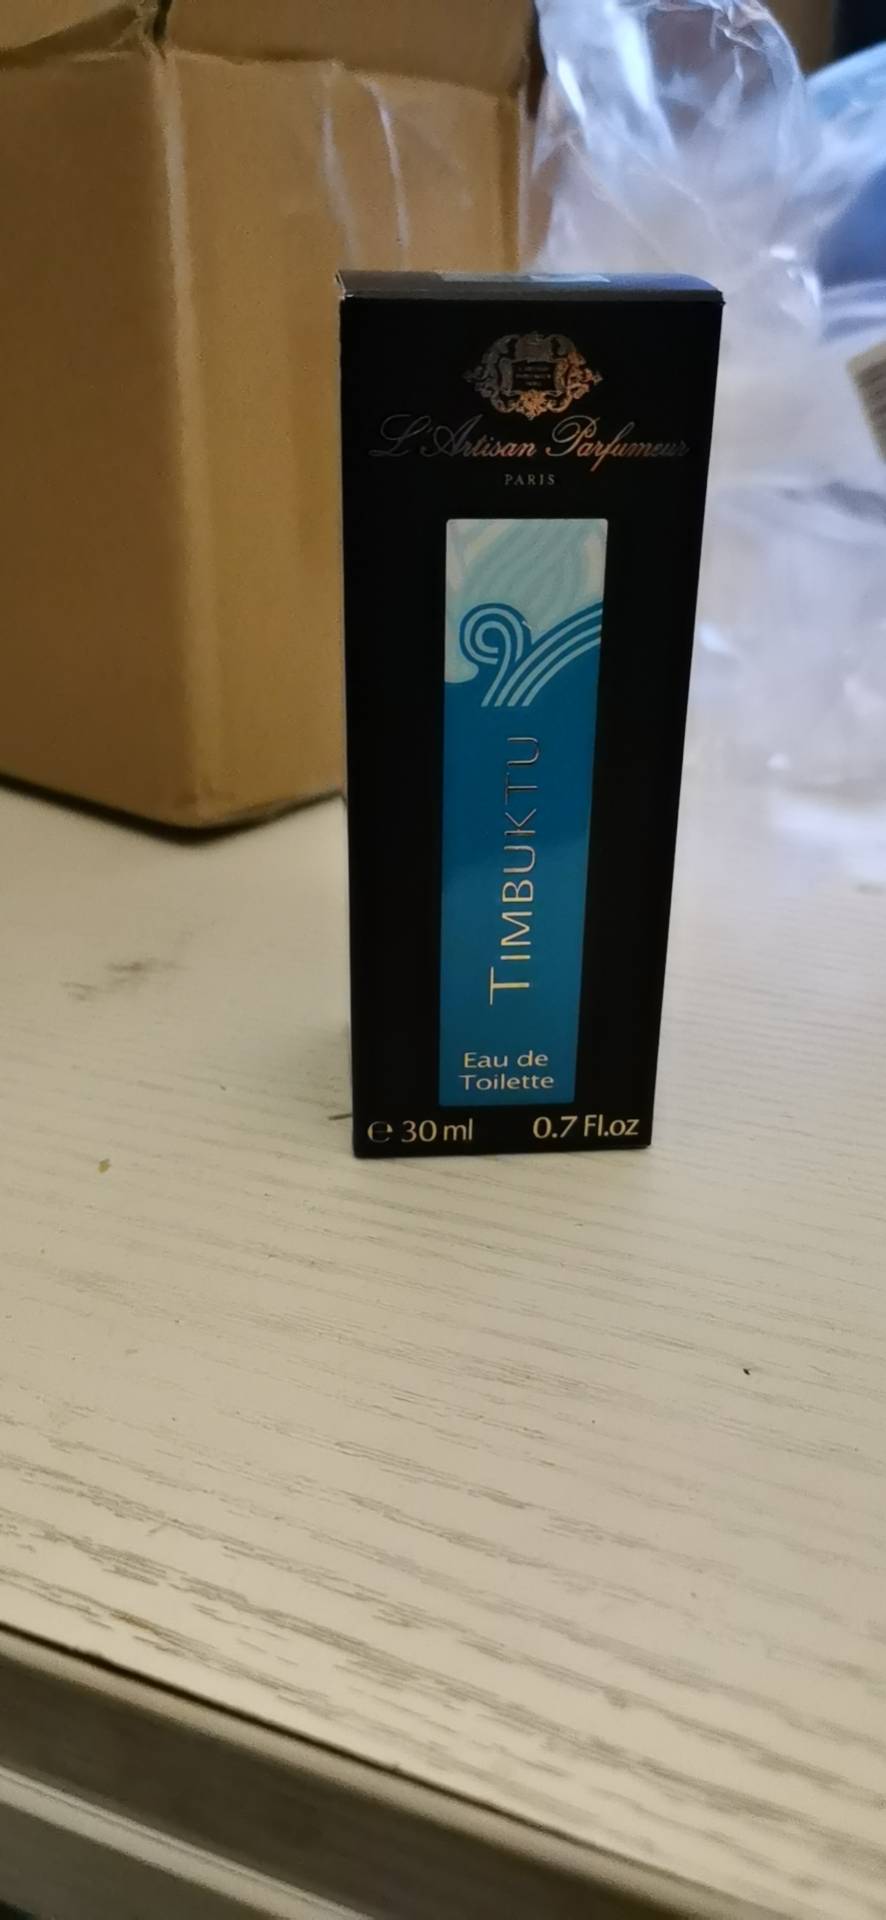 L'Artisan Parfumeur
PARIS
TIMBUKTU
Eau de
Toilette
℮ 30 ml 0.7 Fl.oz